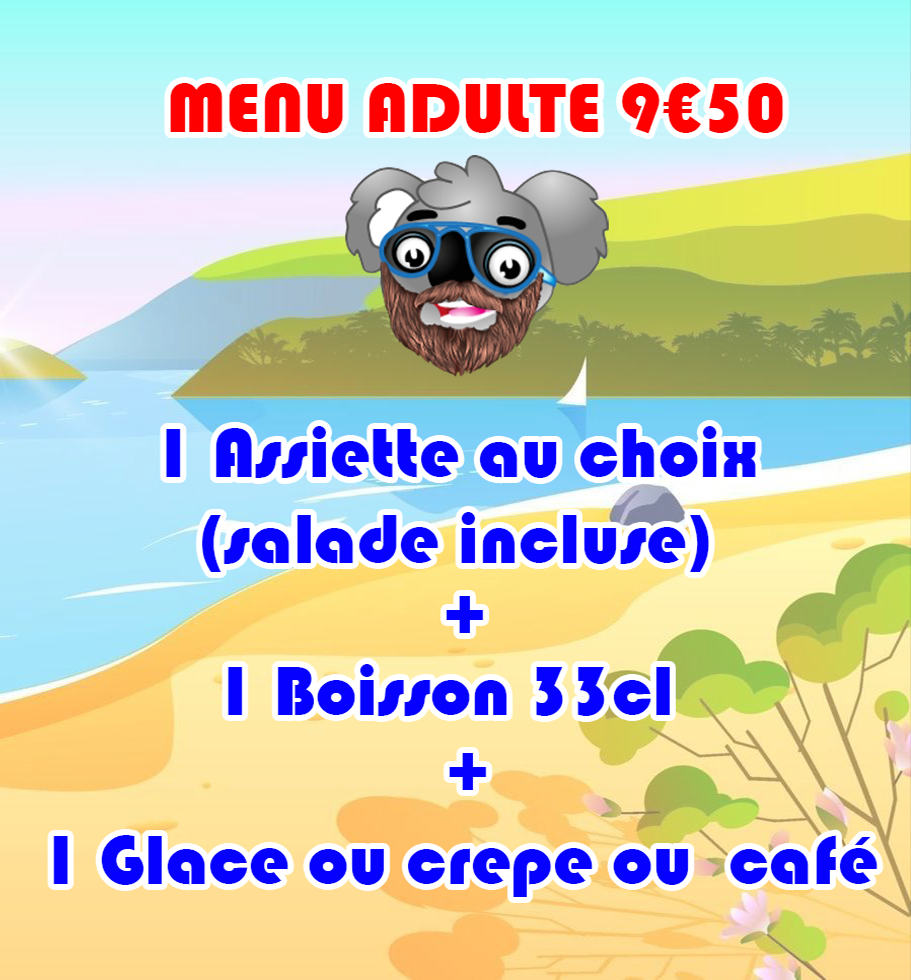 MENU ADULTE 9€50
1 Assiette au choix
(salade incluse)
+
1 Boisson 33cl
+
1 Glace ou crepe ou café